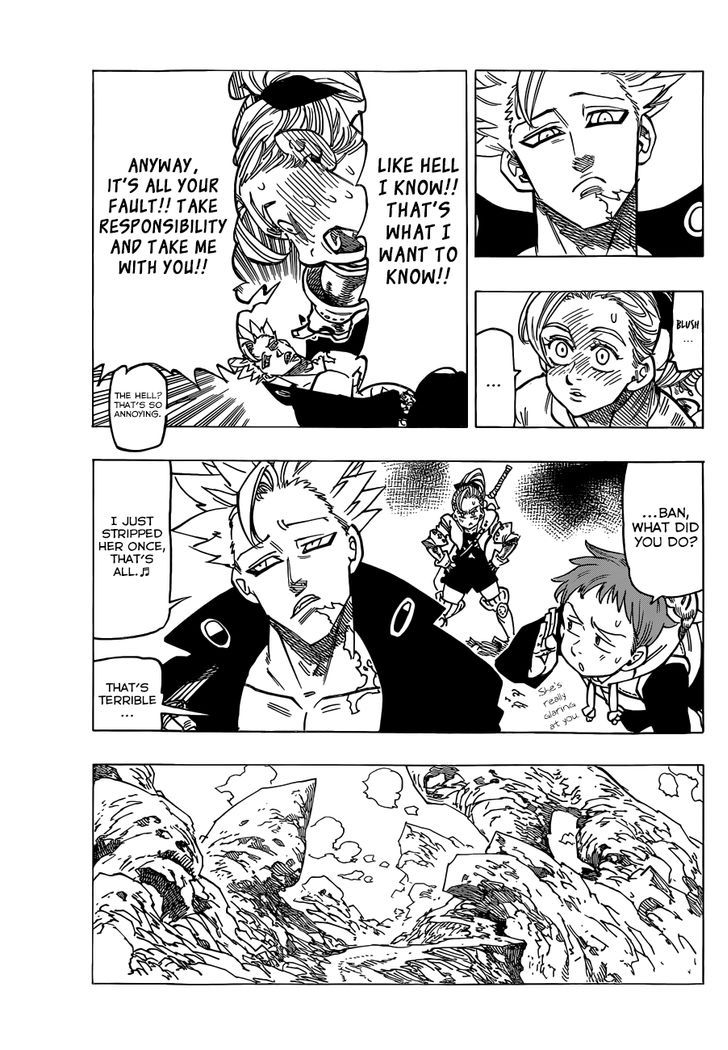 BLUSH
...
...
LIKE HELL
I KNOW!!
THAT'S
WHAT I
WANT TO
KNOW!!
ANYWAY,
IT'S ALL YOUR
FAULT!! TAKE
RESPONSIBILITY
AND TAKE ME
WITH YOU!!
THE HELL?
THAT'S SO
ANNOYING.
...BAN,
WHAT DID
YOU DO?
She's
really
glaring
at you.
I JUST
STRIPPED
HER ONCE,
THAT'S
ALL.♫
THAT'S
TERRIBLE
...